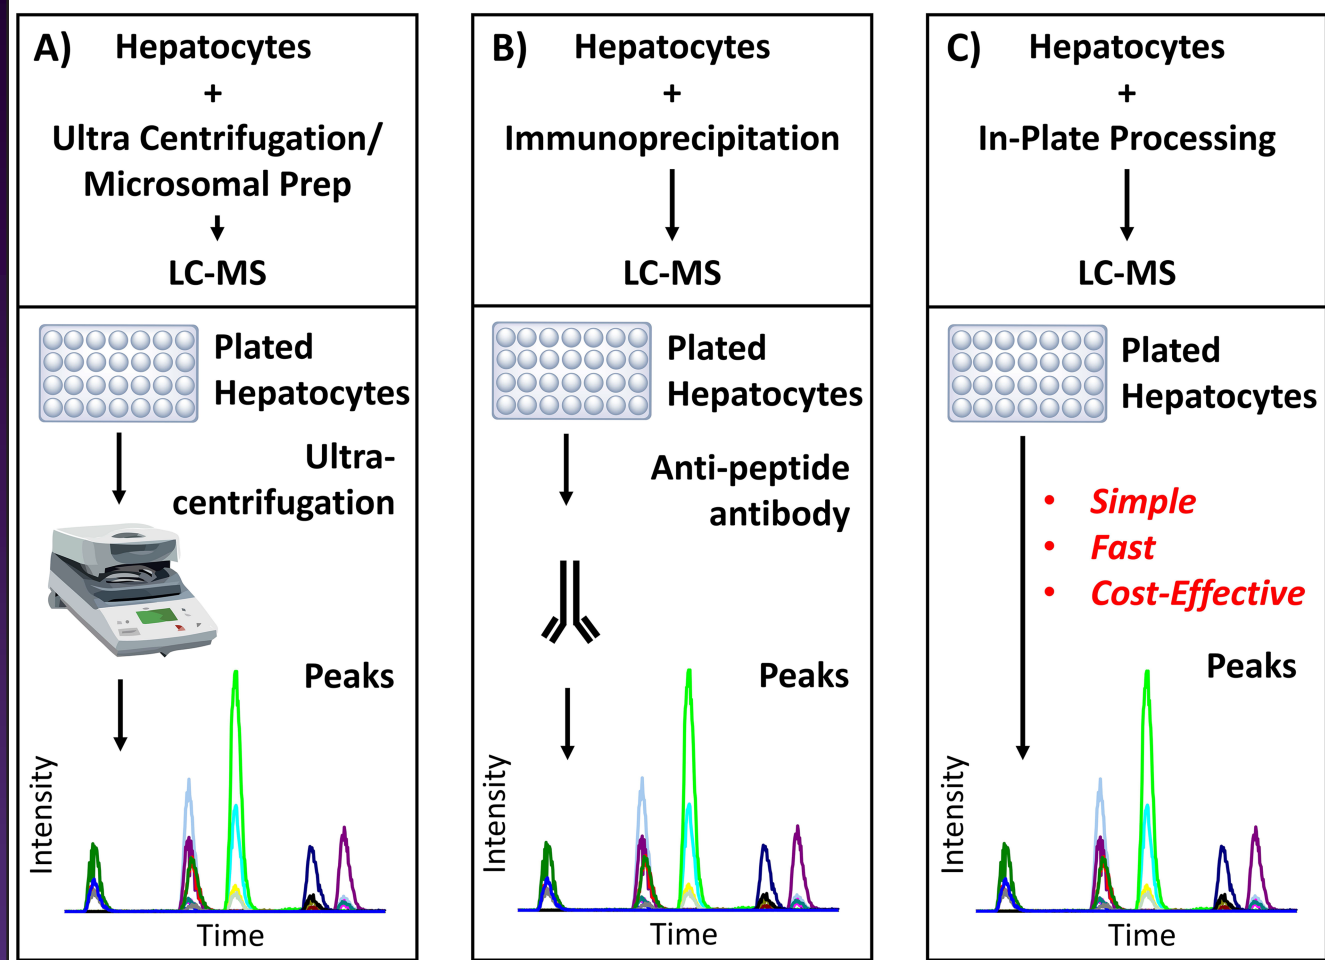 A) Hepatocytes
+
Ultra Centrifugation/
Microsomal Prep
LC-MS
Plated
Hepatocytes
Ultra-
centrifugation
Peaks
Intensity
Time
B) Hepatocytes
+
Immunoprecipitation
LC-MS
Plated
Hepatocytes
Anti-peptide
antibody
Peaks
Intensity
Time
C) Hepatocytes
+
In-Plate Processing
LC-MS
Plated
Hepatocytes
• Simple
• Fast
• Cost-Effective
Peaks
Intensity
Time